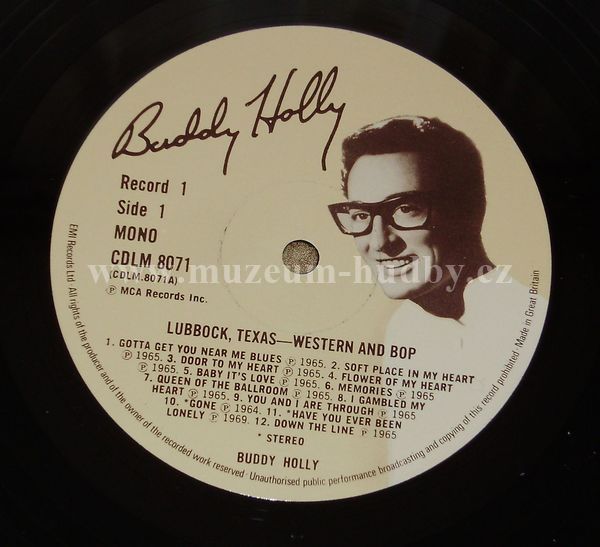 Buddy Holly
Record 1
Side 1
MONO
CDLM 8071
(CDLM.8071A)
℗ MCA Records Inc.
www.muzeum-hudby.cz
LUBBOCK, TEXAS—WESTERN AND BOP
1. GOTTA GET YOU NEAR ME BLUES ℗ 1965. 2. SOFT PLACE IN MY HEART
℗ 1965. 3. DOOR TO MY HEART ℗ 1965. 4. FLOWER OF MY HEART
℗ 1965. 5. BABY IT'S LOVE ℗ 1965. 6. MEMORIES ℗ 1965.
7. QUEEN OF THE BALLROOM ℗ 1965. 8. I GAMBLED MY
HEART ℗ 1965. 9. YOU AND I ARE THROUGH ℗ 1965
10. *GONE ℗ 1964. 11. *HAVE YOU EVER BEEN
LONELY ℗ 1969. 12. DOWN THE LINE ℗ 1965
* STEREO
BUDDY HOLLY
EMI Records Ltd · All rights of the producer and of the owner of the recorded work reserved · Unauthorised public performance broadcasting and copying of this record prohibited · Made in Great Britain